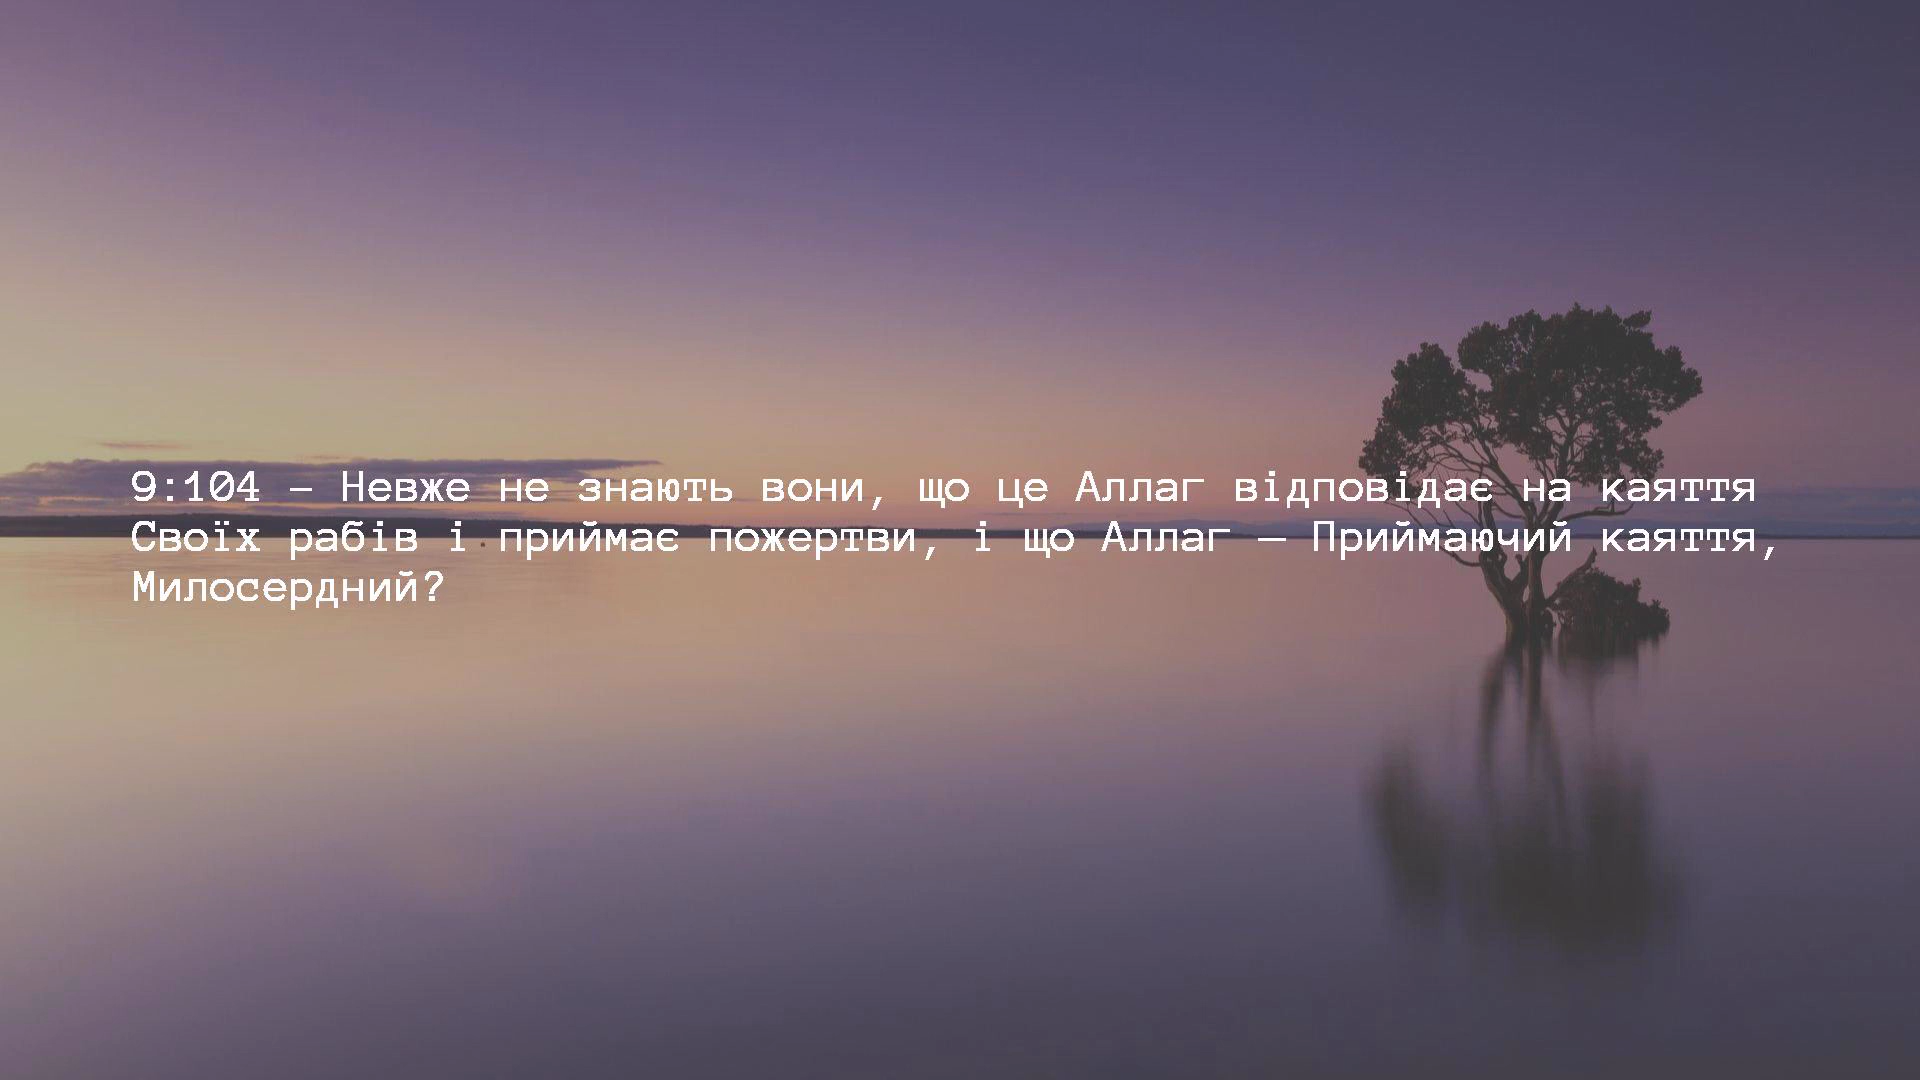 9:104 – Невже не знають вони, що це Аллаг відповідає на каяття
Своїх рабів і приймає пожертви, і що Аллаг — Приймаючий каяття,
Милосердний?